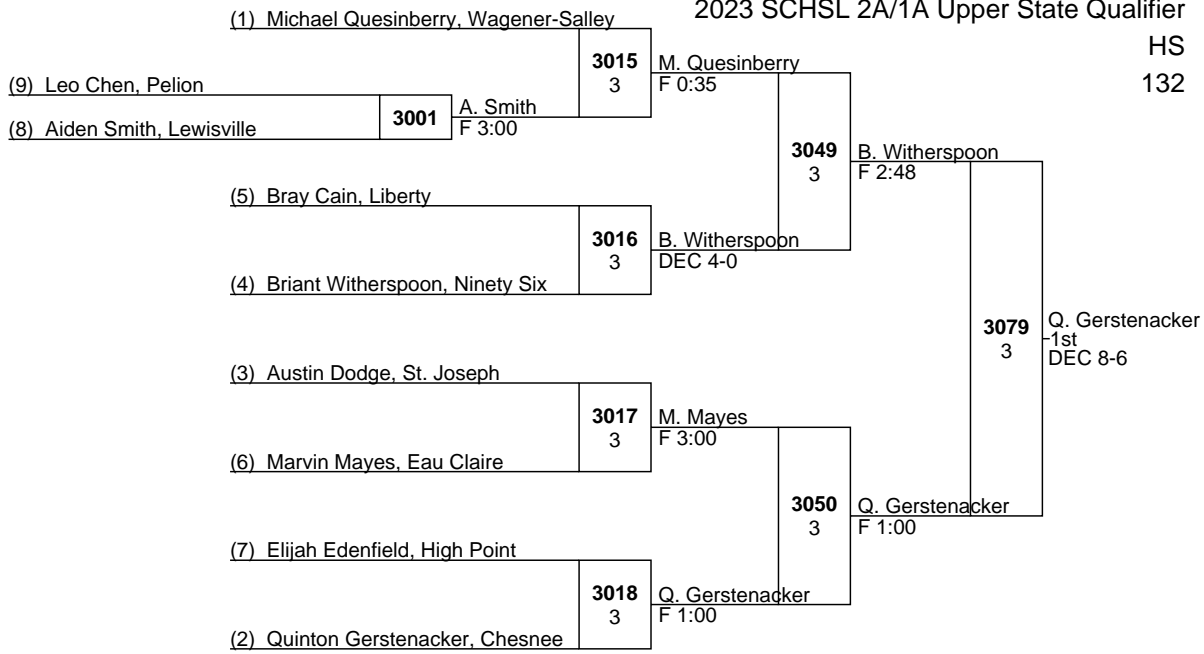 2023 SCHSL 2A/1A Upper State Qualifier
HS
132
(1) Michael Quesinberry, Wagener-Salley
3015
3
M. Quesinberry
F 0:35
(9) Leo Chen, Pelion
3001
A. Smith
F 3:00
(8) Aiden Smith, Lewisville
3049
3
B. Witherspoon
F 2:48
(5) Bray Cain, Liberty
3016
3
B. Witherspoon
DEC 4-0
(4) Briant Witherspoon, Ninety Six
3079
3
Q. Gerstenacker
1st
DEC 8-6
(3) Austin Dodge, St. Joseph
3017
3
M. Mayes
F 3:00
(6) Marvin Mayes, Eau Claire
3050
3
Q. Gerstenacker
F 1:00
(7) Elijah Edenfield, High Point
3018
3
Q. Gerstenacker
F 1:00
(2) Quinton Gerstenacker, Chesnee